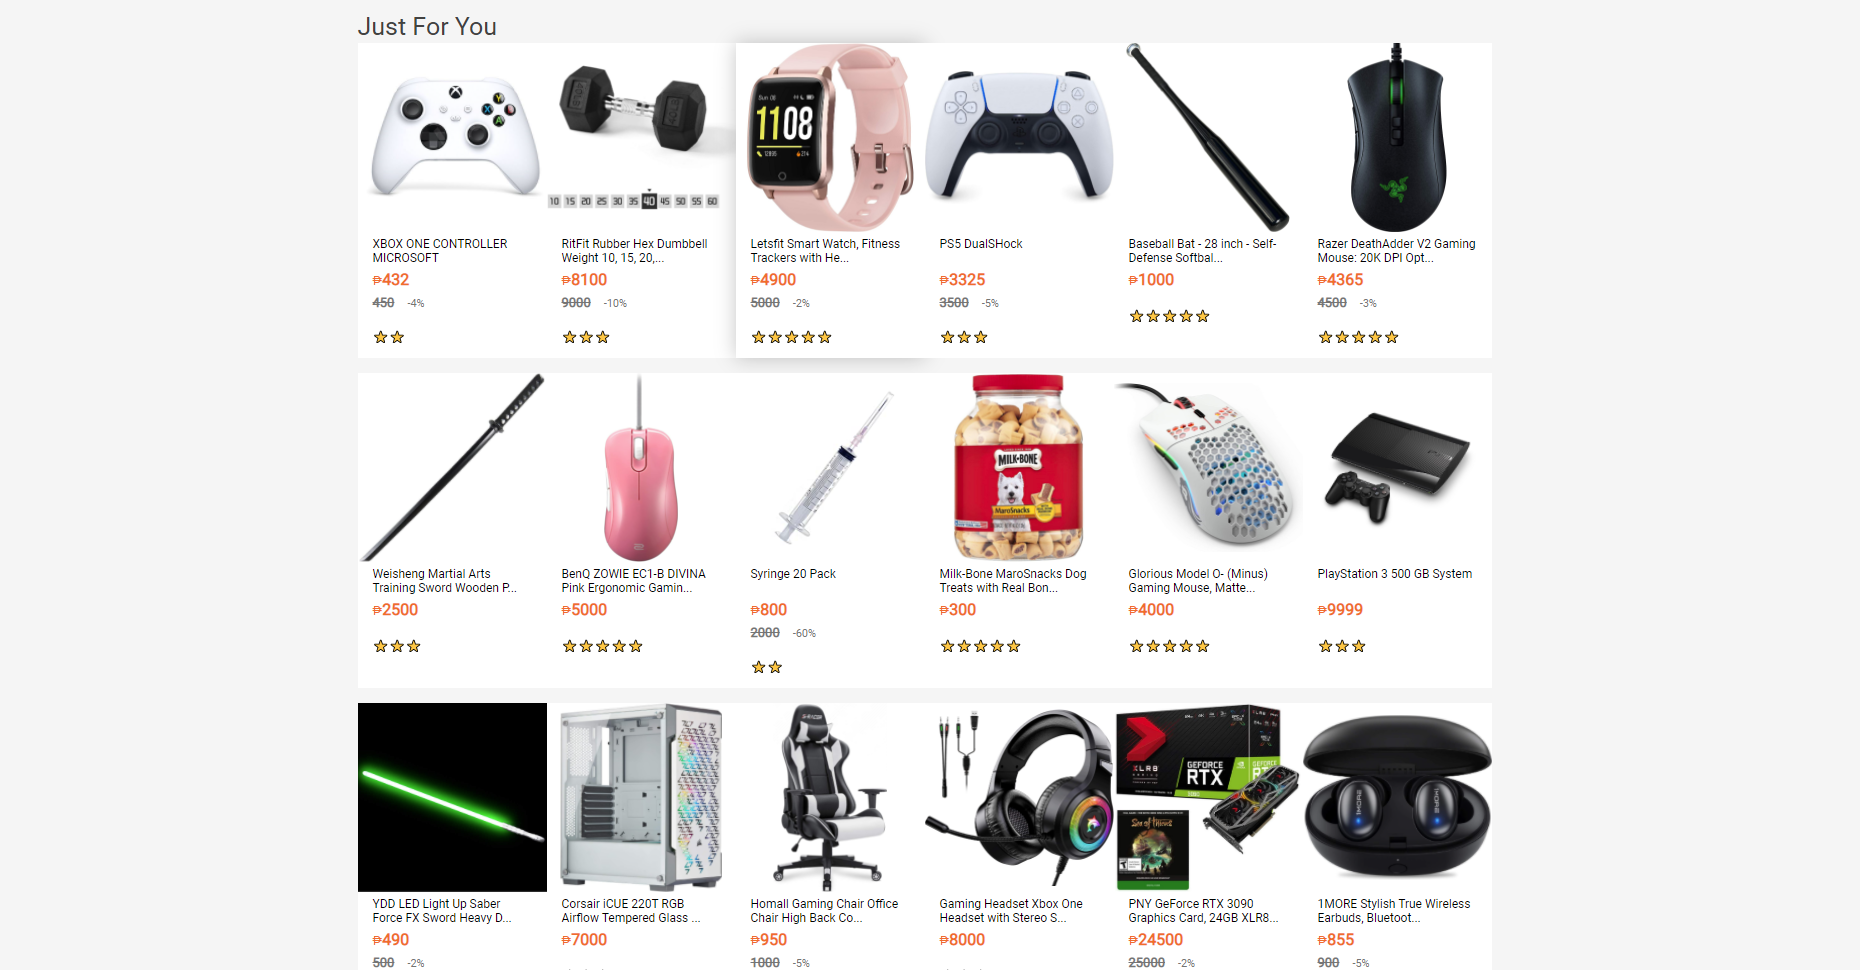 Just For You
XBOX ONE CONTROLLER
MICROSOFT
₱432
450 -4%
10 15 20 25 30 35 40 45 50 55 60
RitFit Rubber Hex Dumbbell
Weight 10, 15, 20,...
₱8100
9000 -10%
1108
Letsfit Smart Watch, Fitness
Trackers with He...
₱4900
5000 -2%
PS5 DualSHock
₱3325
3500 -5%
Baseball Bat - 28 inch - Self-
Defense Softbal...
₱1000
Razer DeathAdder V2 Gaming
Mouse: 20K DPI Opt...
₱4365
4500 -3%
Weisheng Martial Arts
Training Sword Wooden P...
₱2500
BenQ ZOWIE EC1-B DIVINA
Pink Ergonomic Gamin...
₱5000
Syringe 20 Pack
₱800
2000 -60%
MILK-BONE
MaroSnacks
Milk-Bone MaroSnacks Dog
Treats with Real Bon...
₱300
Glorious Model O- (Minus)
Gaming Mouse, Matte...
₱4000
PlayStation 3 500 GB System
₱9999
YDD LED Light Up Saber
Force FX Sword Heavy D...
₱490
500 -2%
Corsair iCUE 220T RGB
Airflow Tempered Glass ...
₱7000
Homall Gaming Chair Office
Chair High Back Co...
₱950
1000 -5%
Gaming Headset Xbox One
Headset with Stereo S...
₱8000
XLR8
GEFORCE
RTX
Sea of Thieves
PNY GeForce RTX 3090
Graphics Card, 24GB XLR8...
₱24500
25000 -2%
1MORE
1MORE
1MORE Stylish True Wireless
Earbuds, Bluetoot...
₱855
900 -5%